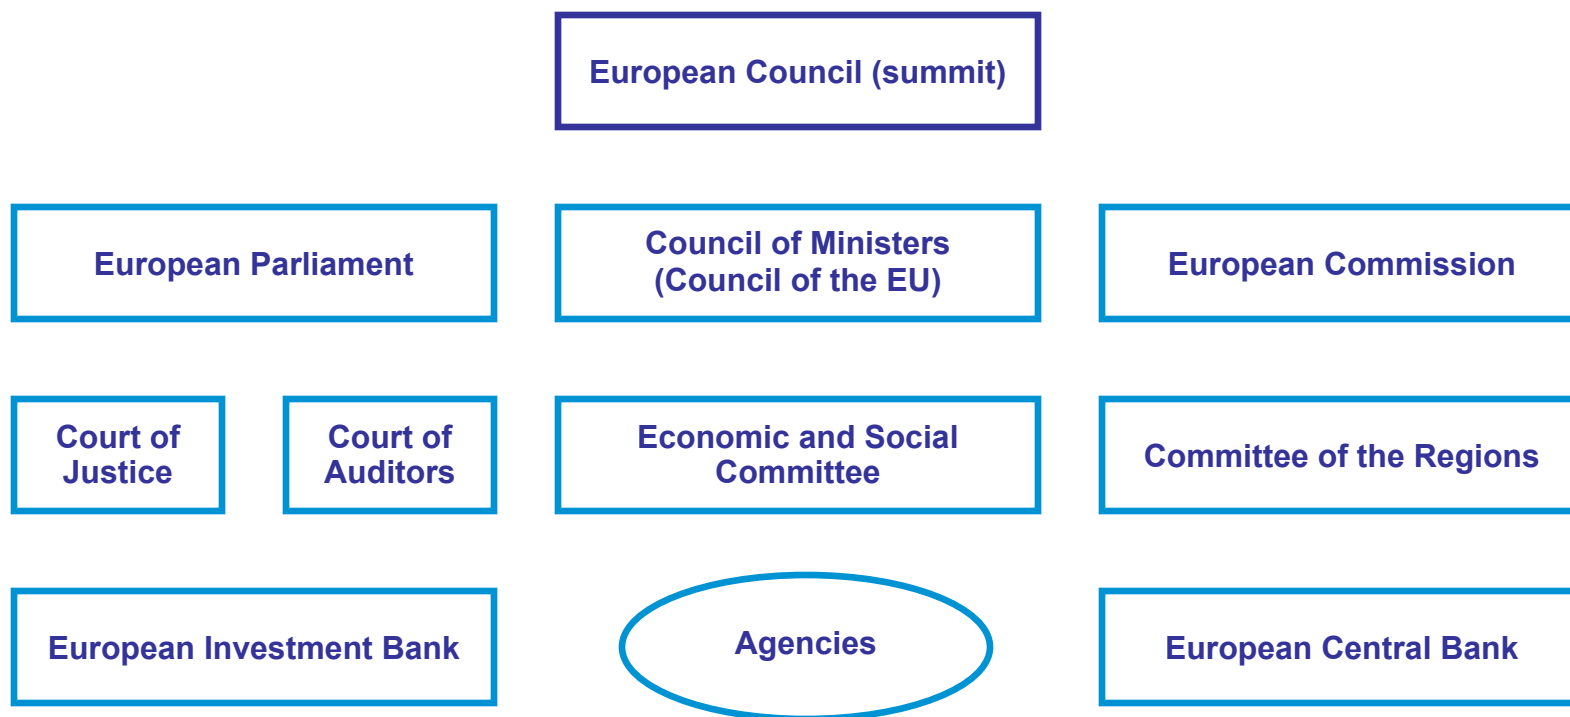 European Council (summit)
European Parliament
Council of Ministers
(Council of the EU)
European Commission
Court of
Justice
Court of
Auditors
Economic and Social
Committee
Committee of the Regions
European Investment Bank
Agencies
European Central Bank